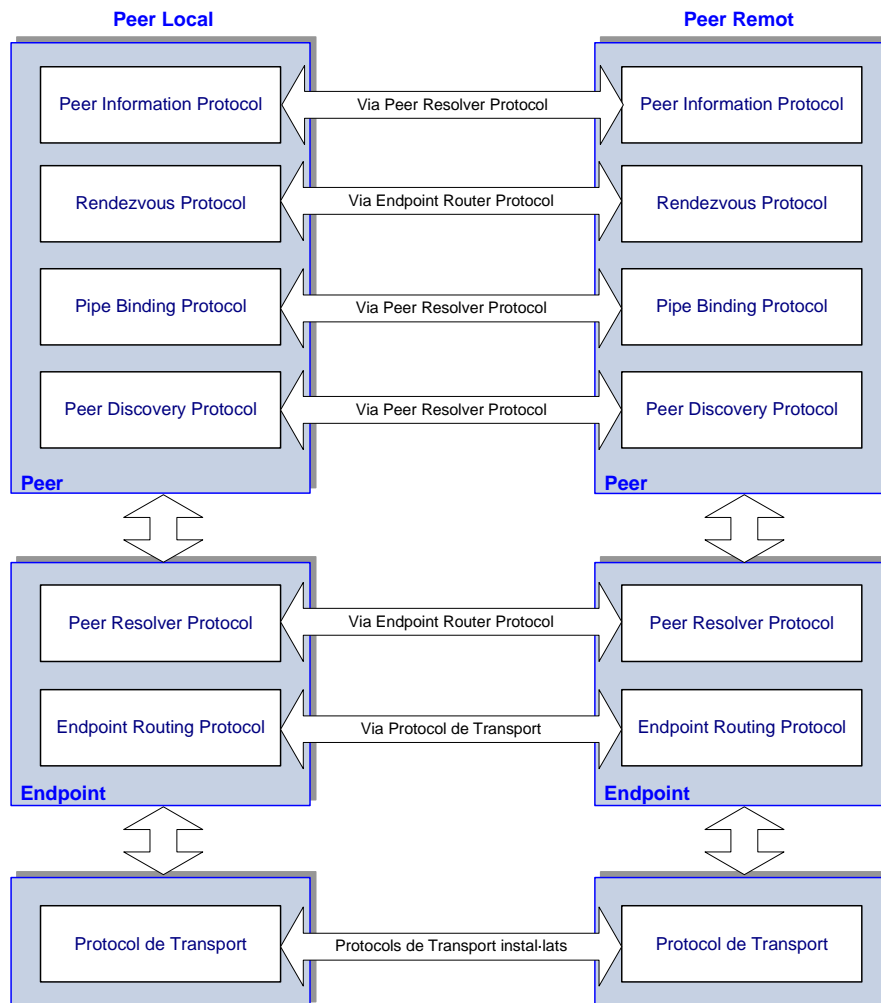 Peer Local
Peer Remot
Peer Information Protocol
Via Peer Resolver Protocol
Peer Information Protocol
Rendezvous Protocol
Via Endpoint Router Protocol
Rendezvous Protocol
Pipe Binding Protocol
Via Peer Resolver Protocol
Pipe Binding Protocol
Peer Discovery Protocol
Via Peer Resolver Protocol
Peer Discovery Protocol
Peer
Peer
Peer Resolver Protocol
Via Endpoint Router Protocol
Peer Resolver Protocol
Endpoint Routing Protocol
Via Protocol de Transport
Endpoint Routing Protocol
Endpoint
Endpoint
Protocol de Transport
Protocols de Transport instal·lats
Protocol de Transport